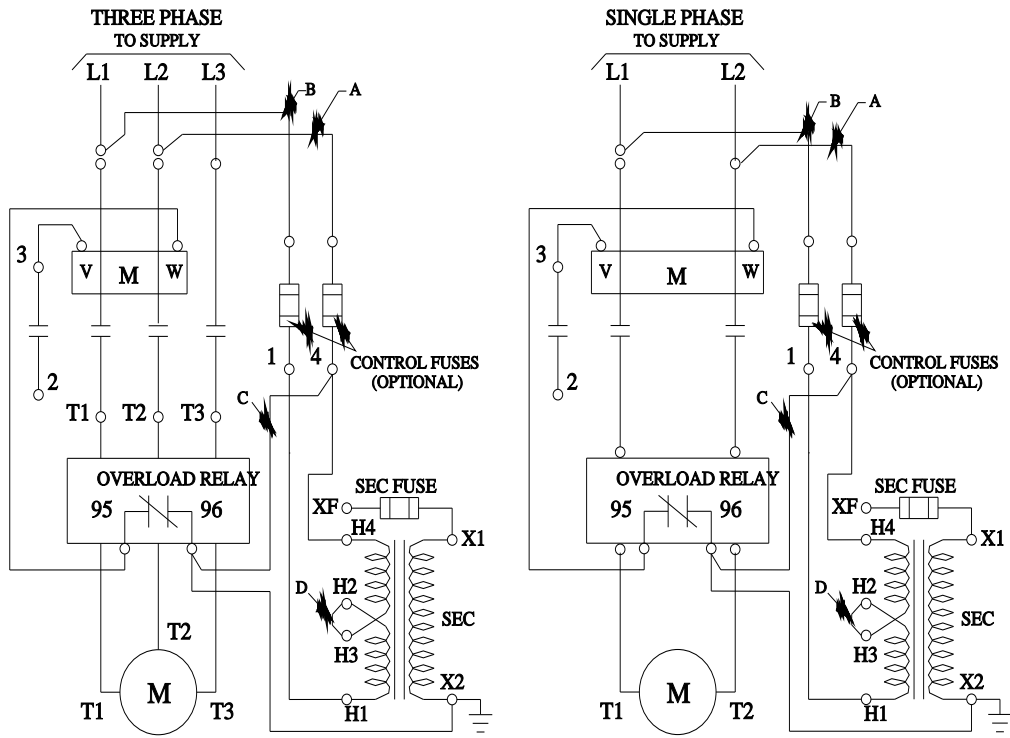 THREE PHASE
TO SUPPLY
L1 L2 L3
B
A
3
V M W
1 4
CONTROL FUSES
(OPTIONAL)
2
C
T1 T2 T3
OVERLOAD RELAY
95 96
SEC FUSE
XF
H4
X1
D
H2
SEC
H3
T2
M
T1 T3
X2
H1
SINGLE PHASE
TO SUPPLY
L1 L2
B
A
3
V M W
1 4
CONTROL FUSES
(OPTIONAL)
2
C
OVERLOAD RELAY
95 96
SEC FUSE
XF
H4
X1
D
H2
SEC
H3
M
T1 T2
X2
H1